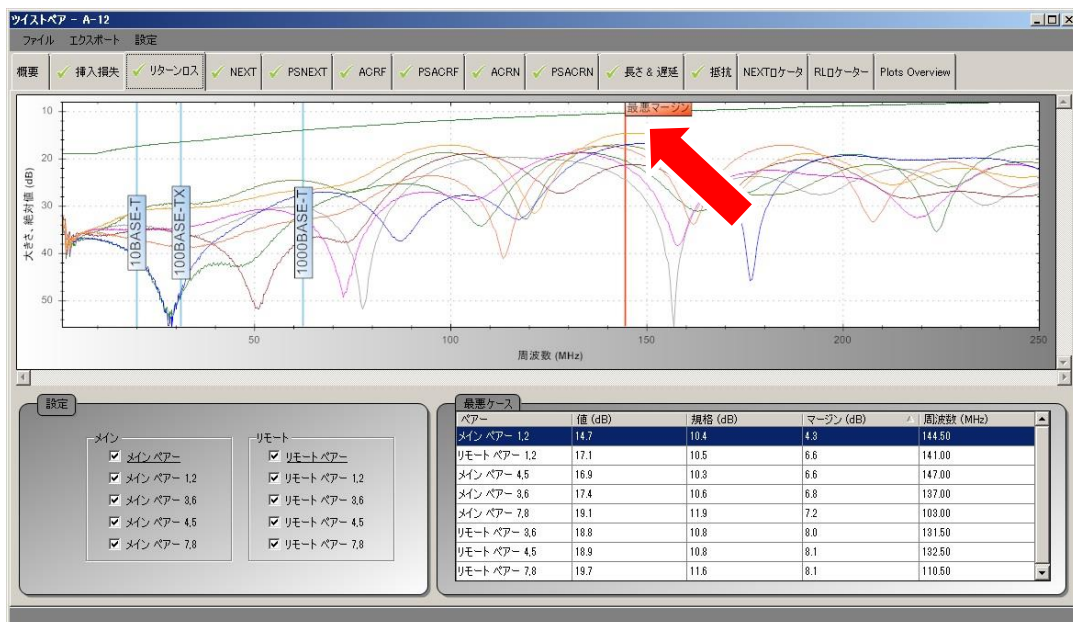 ツイストペア - A-12
ファイル エクスポート 設定
概要 挿入損失 リターンロス NEXT PSNEXT ACRF PSACRF ACRN PSACRN 長さ & 遅延 抵抗 NEXTロケータ RLロケーター Plots Overview
最悪マージン
大きさ、絶対値 (dB)
10
20
30
40
50
10BASE-T
100BASE-TX
1000BASE-T
50 100 150 200 250
周波数 (MHz)
設定
メイン
メイン ペアー
メイン ペアー 1,2
メイン ペアー 3,6
メイン ペアー 4,5
メイン ペアー 7,8
リモート
リモート ペアー
リモート ペアー 1,2
リモート ペアー 3,6
リモート ペアー 4,5
リモート ペアー 7,8
最悪ケース
ペアー 値 (dB) 規格 (dB) マージン (dB) 周波数 (MHz)
メイン ペアー 1,2 14.7 10.4 4.3 144.50
リモート ペアー 1,2 17.1 10.5 6.6 141.00
メイン ペアー 4,5 16.9 10.3 6.6 147.00
メイン ペアー 3,6 17.4 10.6 6.8 137.00
メイン ペアー 7,8 19.1 11.9 7.2 103.00
リモート ペアー 3,6 18.8 10.8 8.0 131.50
リモート ペアー 4,5 18.9 10.8 8.1 132.50
リモート ペアー 7,8 19.7 11.6 8.1 110.50